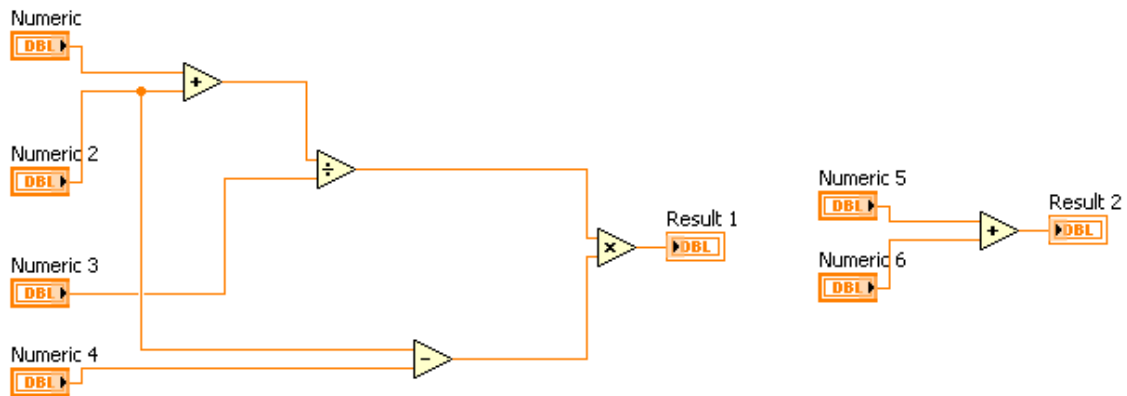 Numeric
DBL
+
Numeric 2
DBL
÷
Numeric 3
DBL
×
Result 1
DBL
Numeric 4
DBL
-
Numeric 5
DBL
+
Result 2
DBL
Numeric 6
DBL